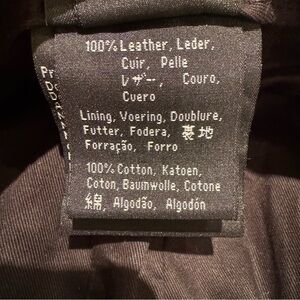 100% Leather, Leder,
Cuir, Pelle
レザー, Couro,
Cuero
Lining, Voering, Doublure,
Futter, Fodera, 裏地
Forração, Forro
100% Cotton, Katoen,
Coton, Baumwolle, Cotone
綿, Algodão, Algodón